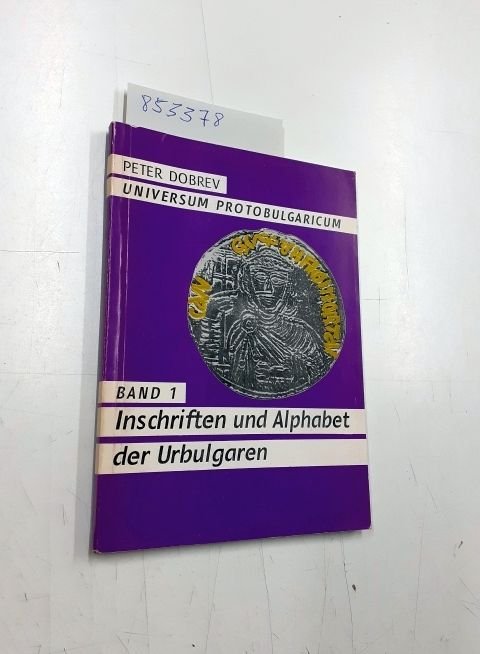 853378
PETER DOBREV
UNIVERSUM PROTOBULGARICUM
BAND 1
Inschriften und Alphabet
der Urbulgaren